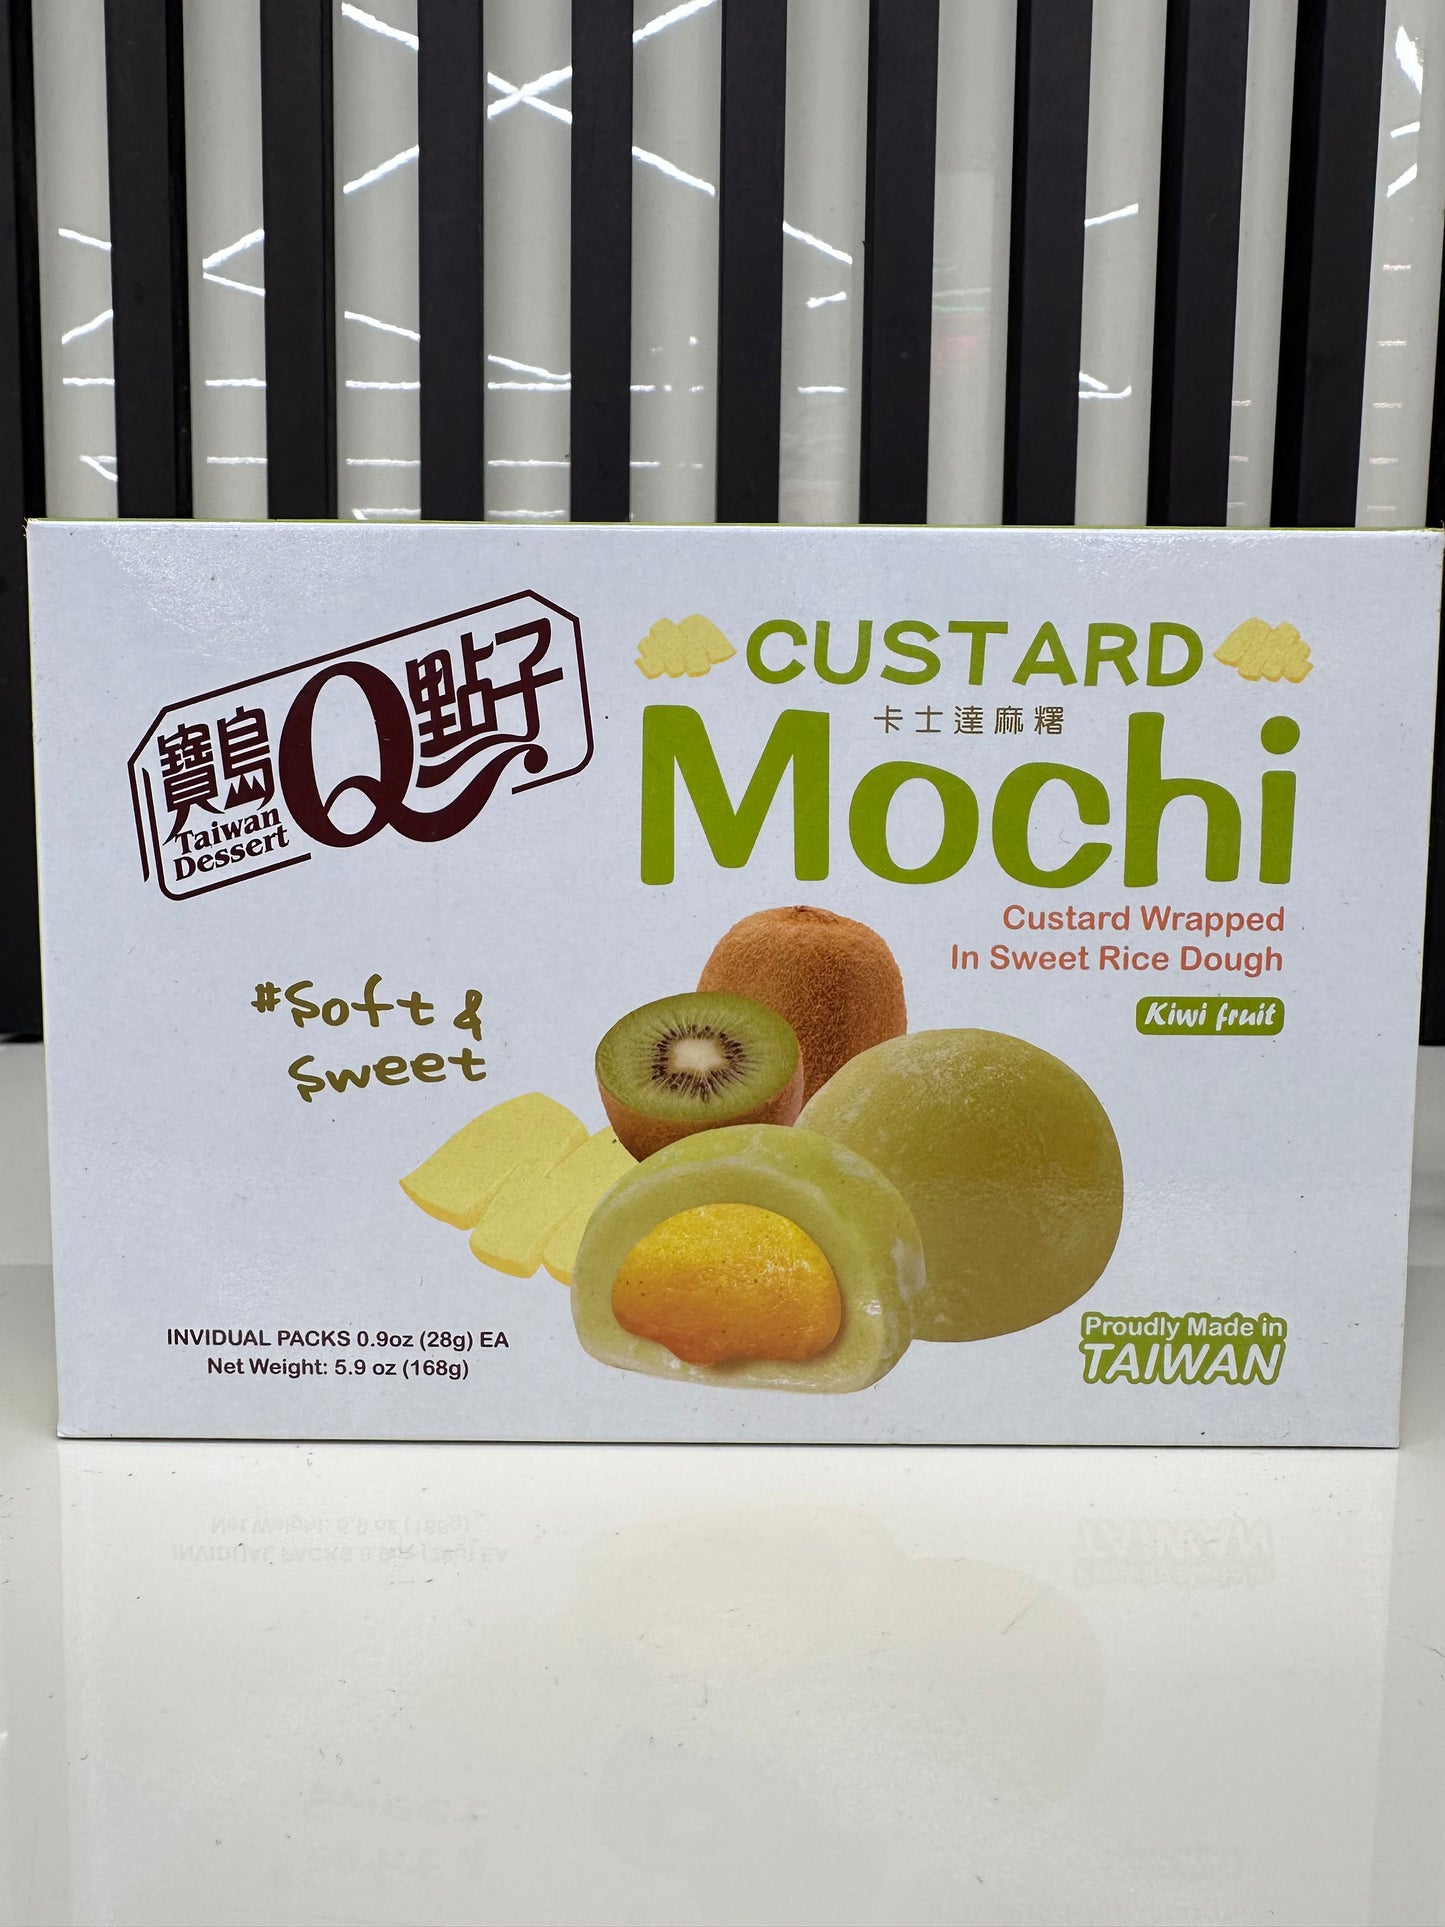 寶島Q點子
Taiwan
Dessert
CUSTARD
卡士達麻糬
Mochi
Custard Wrapped
In Sweet Rice Dough
Kiwi fruit
#Soft &
Sweet
INVIDUAL PACKS 0.9oz (28g) EA
Net Weight: 5.9 oz (168g)
Proudly Made in
TAIWAN